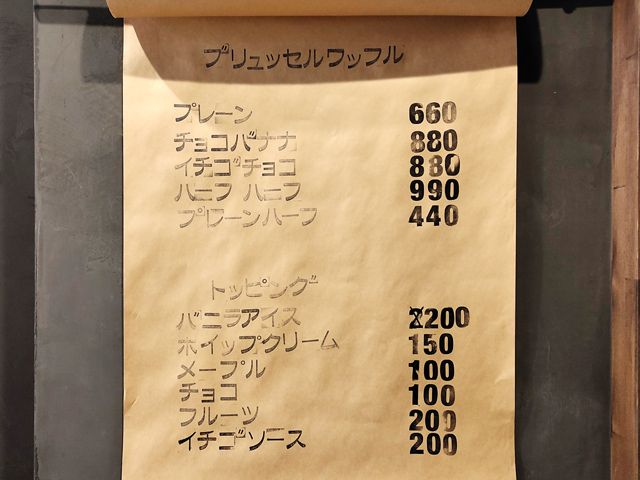 ブリュッセルワッフル
プレーン 660
チョコバナナ 880
イチゴチョコ 880
ハーフ ハーフ 990
プレーンハーフ 440
トッピング
バニラアイス 200
ホイップクリーム 150
メープル 100
チョコ 100
フルーツ 200
イチゴソース 200